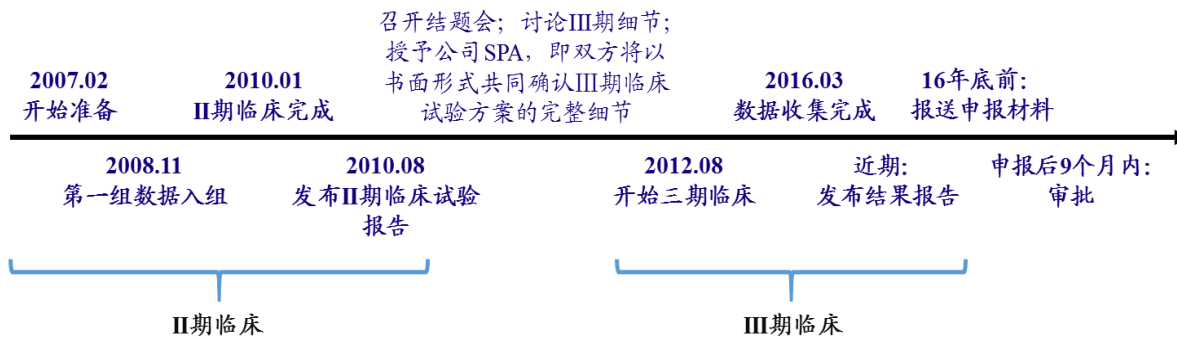 召开结题会；讨论III期细节；
授予公司SPA，即双方将以
书面形式共同确认III期临床
试验方案的完整细节
2007.02
开始准备
2010.01
II期临床完成
2016.03
数据收集完成
16年底前：
报送申报材料
2008.11
第一组数据入组
2010.08
发布II期临床试验
报告
2012.08
开始三期临床
近期：
发布结果报告
申报后9个月内：
审批
II期临床
III期临床